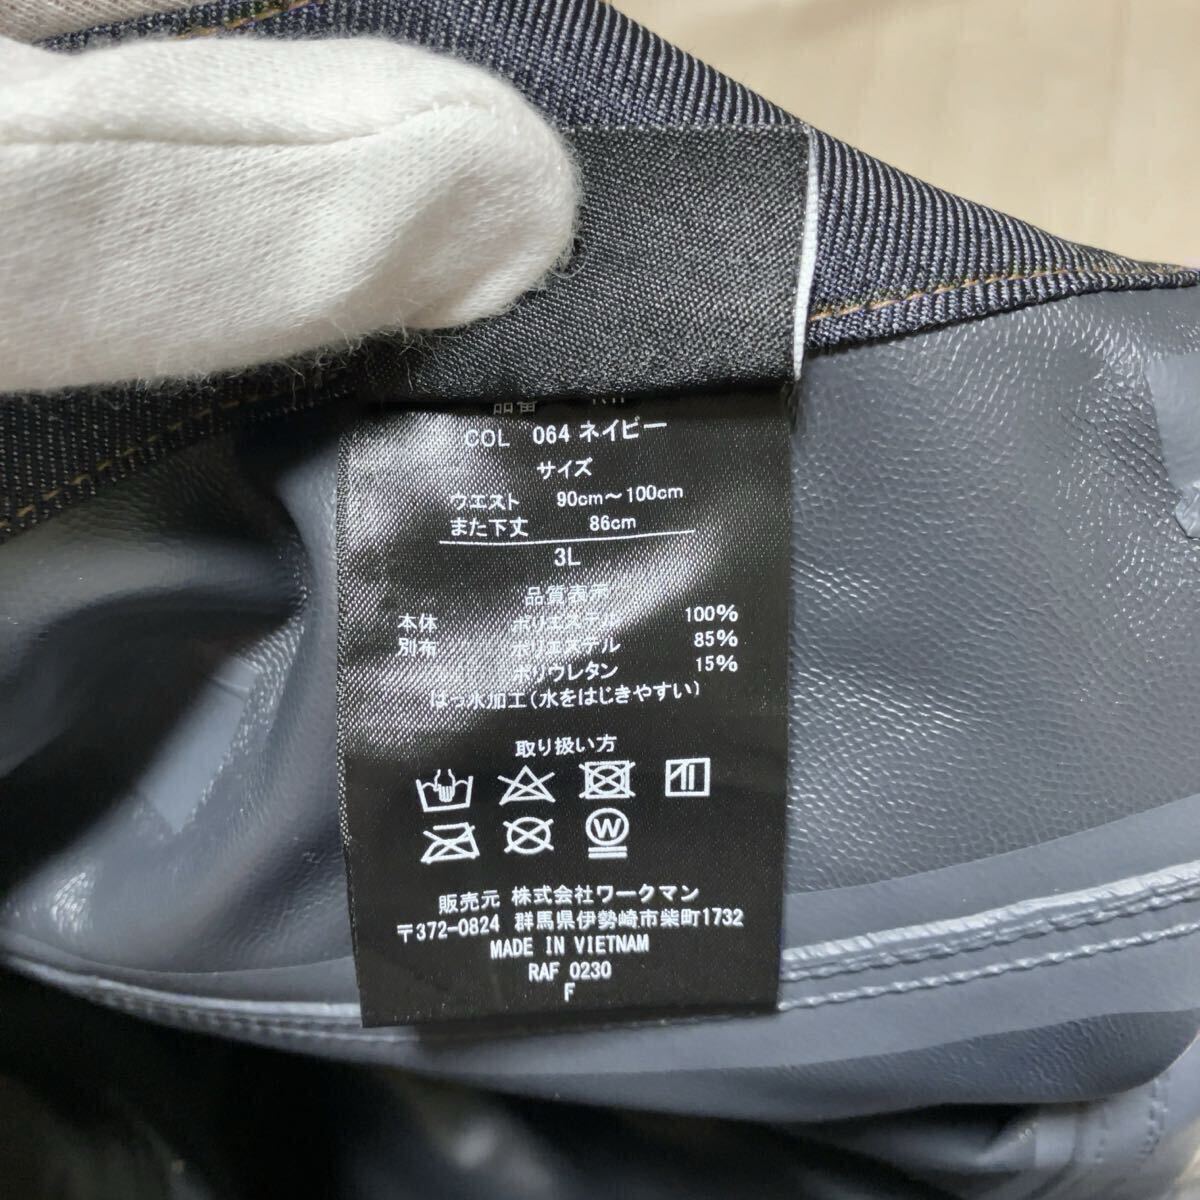 品番
COL 064 ネイビー
サイズ
ウエスト 90cm～100cm
また下丈 86cm
3L
品質表示
本体 ポリエステル 100%
別布 ポリエステル 85%
ポリウレタン 15%
はっ水加工(水をはじきやすい)
取り扱い方
W
販売元 株式会社ワークマン
〒372-0824 群馬県伊勢崎市柴町1732
MADE IN VIETNAM
RAF 0230
F